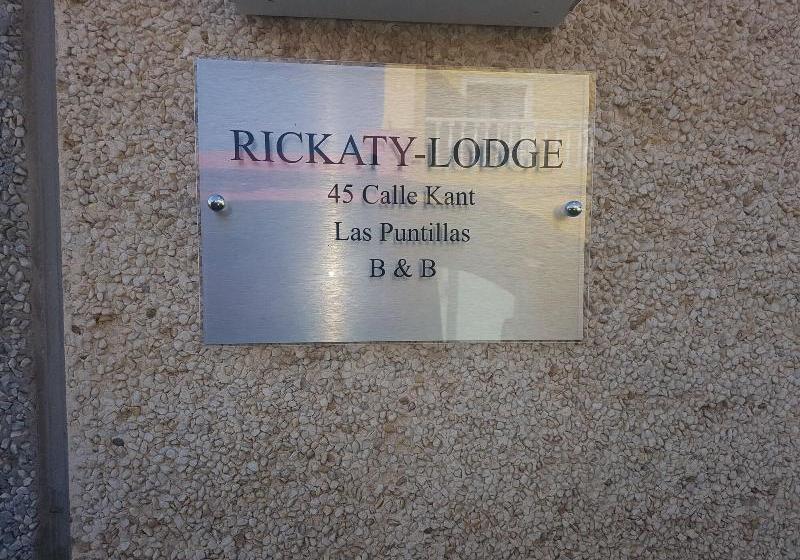 RICKATY-LODGE
45 Calle Kant
Las Puntillas
B & B